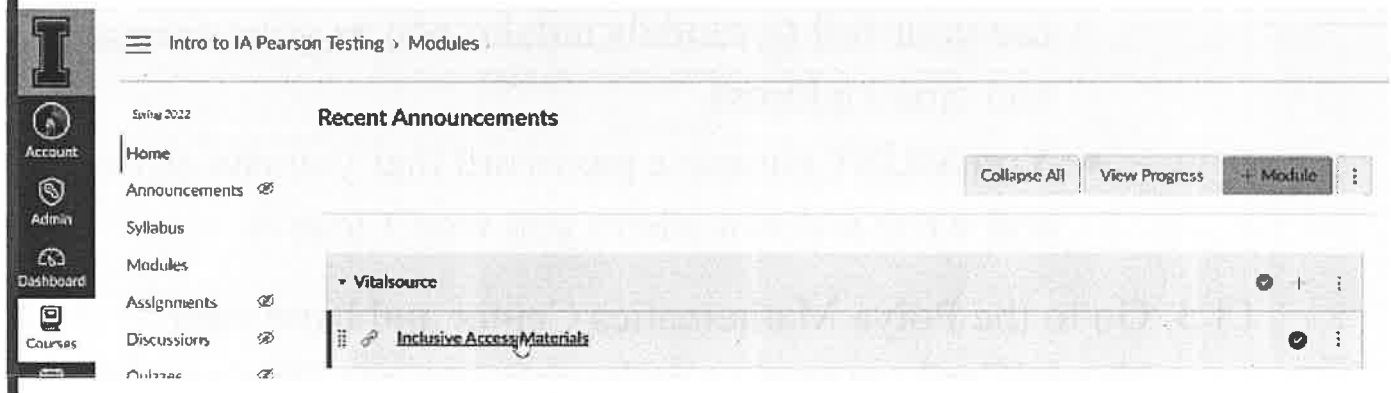 Intro to IA Pearson Testing › Modules
Spring 2022
Recent Announcements
Account
Home
Collapse All
View Progress
+ Module
Announcements
Admin
Syllabus
Dashboard
Modules
▾ Vitalsource
Assignments
Courses
Discussions
Inclusive Access Materials
Quizzes